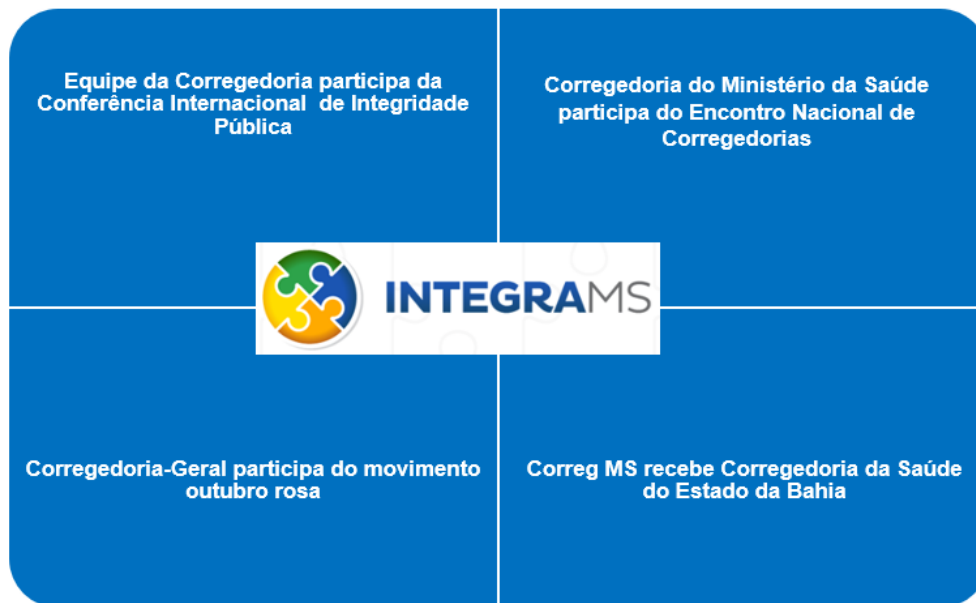 Equipe da Corregedoria participa da
Conferência Internacional de Integridade
Pública
Corregedoria do Ministério da Saúde
participa do Encontro Nacional de
Corregedorias
INTEGRAMS
Corregedoria-Geral participa do movimento
outubro rosa
Correg MS recebe Corregedoria da Saúde
do Estado da Bahia